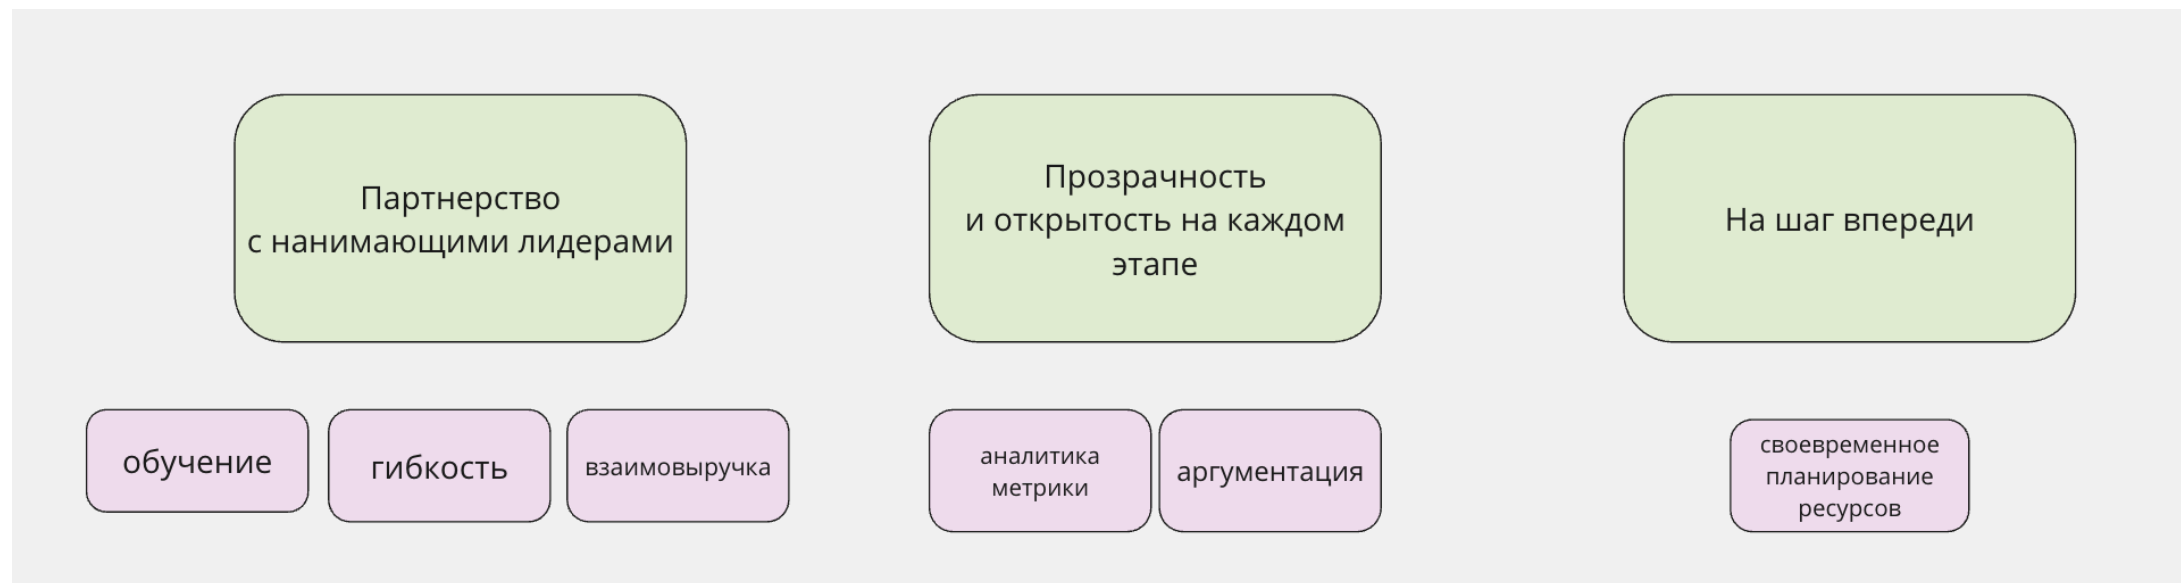 Партнерство
с нанимающими лидерами
Прозрачность
и открытость на каждом
этапе
На шаг впереди
обучение
гибкость
взаимовыручка
аналитика
метрики
аргументация
своевременное
планирование
ресурсов